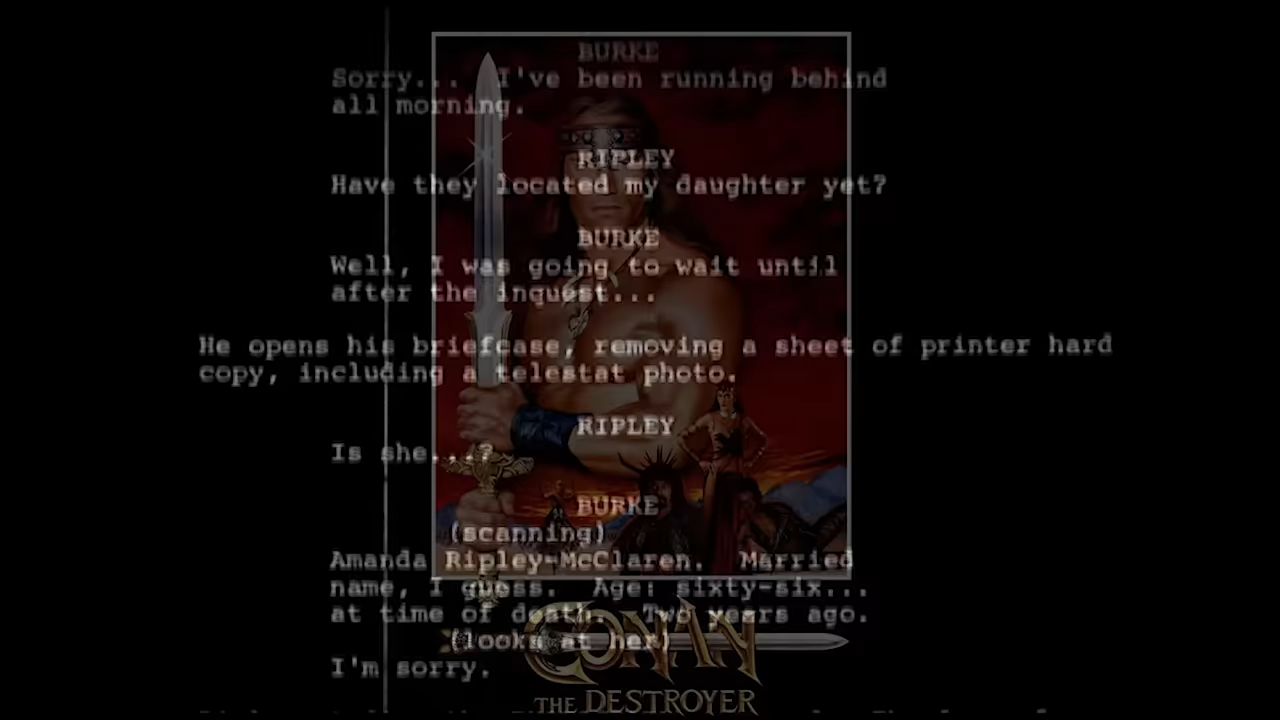 BURKE
Sorry... I've been running behind
all morning.
RIPLEY
Have they located my daughter yet?
BURKE
Well, I was going to wait until
after the inquest...
He opens his briefcase, removing a sheet of printer hard
copy, including a telestat photo.
RIPLEY
Is she...?
BURKE
(scanning)
Amanda Ripley-McClaren. Married
name, I guess. Age: sixty-six...
at time of death. Two years ago.
(looks at her)
I'm sorry.
CONAN
THE DESTROYER